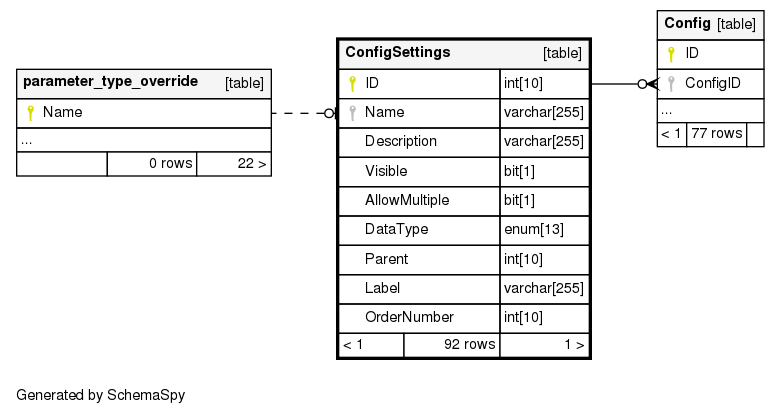 parameter_type_override [table]
Name
...
0 rows 22 >
ConfigSettings [table]
ID int[10]
Name varchar[255]
Description varchar[255]
Visible bit[1]
AllowMultiple bit[1]
DataType enum[13]
Parent int[10]
Label varchar[255]
OrderNumber int[10]
< 1 92 rows 1 >
Config [table]
ID
ConfigID
...
< 1 77 rows
Generated by SchemaSpy